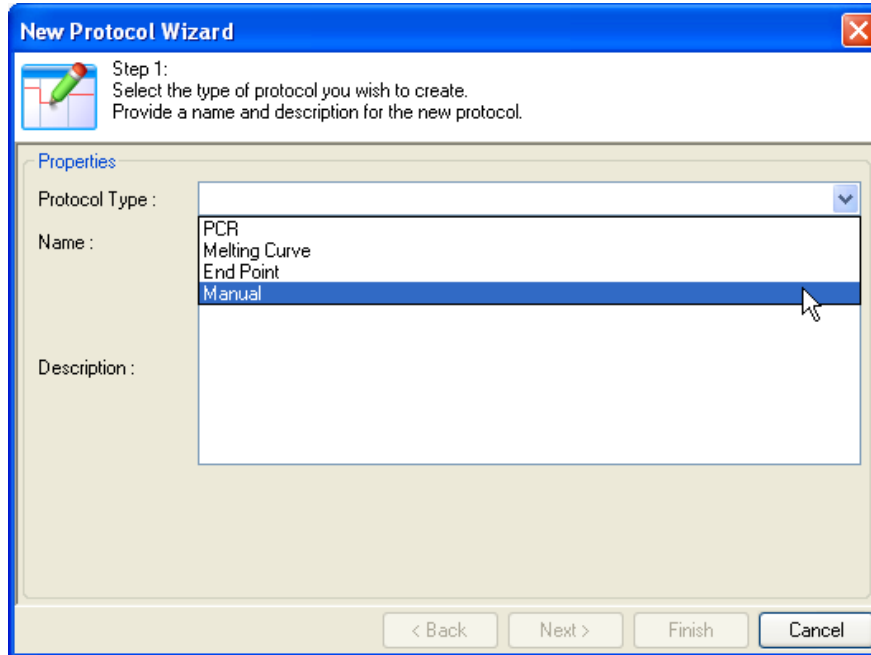 New Protocol Wizard
Step 1:
Select the type of protocol you wish to create.
Provide a name and description for the new protocol.
Properties
Protocol Type :
PCR
Name :
Melting Curve
End Point
Manual
Description :
< Back Next > Finish Cancel